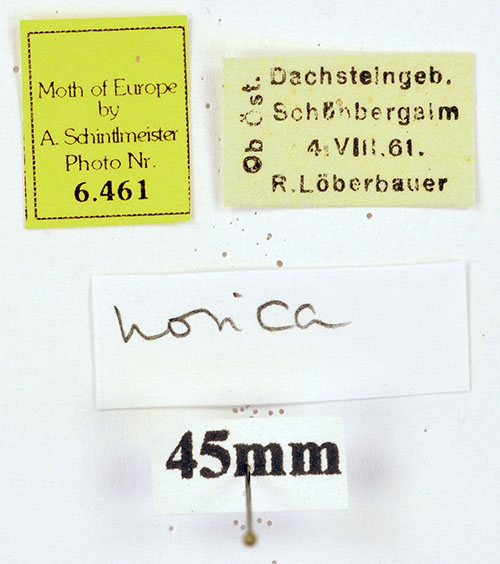 Moth of Europe
by
A. Schintlmeister
Photo Nr.
6.461
Ob Öst.
Dachsteingeb.
Schönbergalm
4.VIII.61.
R.Löberbauer
norica
45mm